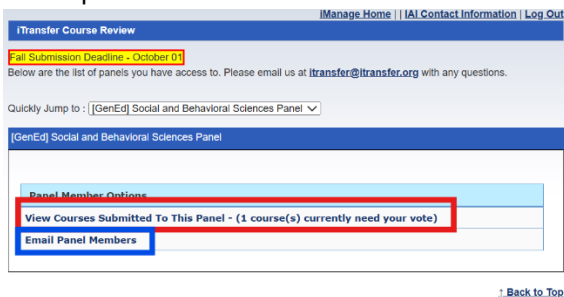 iManage Home | | IAI Contact Information | Log Out
iTransfer Course Review
Fall Submission Deadline - October 01
Below are the list of panels you have access to. Please email us at itransfer@itransfer.org with any questions.
Quickly Jump to : [GenEd] Social and Behavioral Sciences Panel
[GenEd] Social and Behavioral Sciences Panel
Panel Member Options
View Courses Submitted To This Panel - (1 course(s) currently need your vote)
Email Panel Members
↑ Back to Top